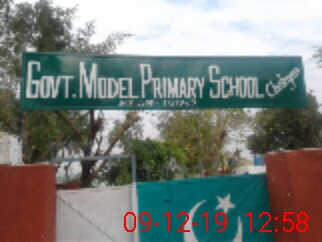 GOVT. MODEL PRIMARY SCHOOL
09-12-19 12:58